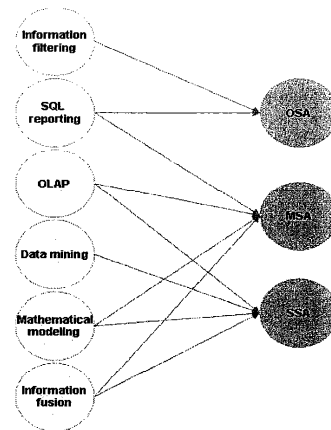 Information
filtering
SQL
reporting
OLAP
Data mining
Mathematical
modeling
Information
fusion
OSA
MSA
SSA